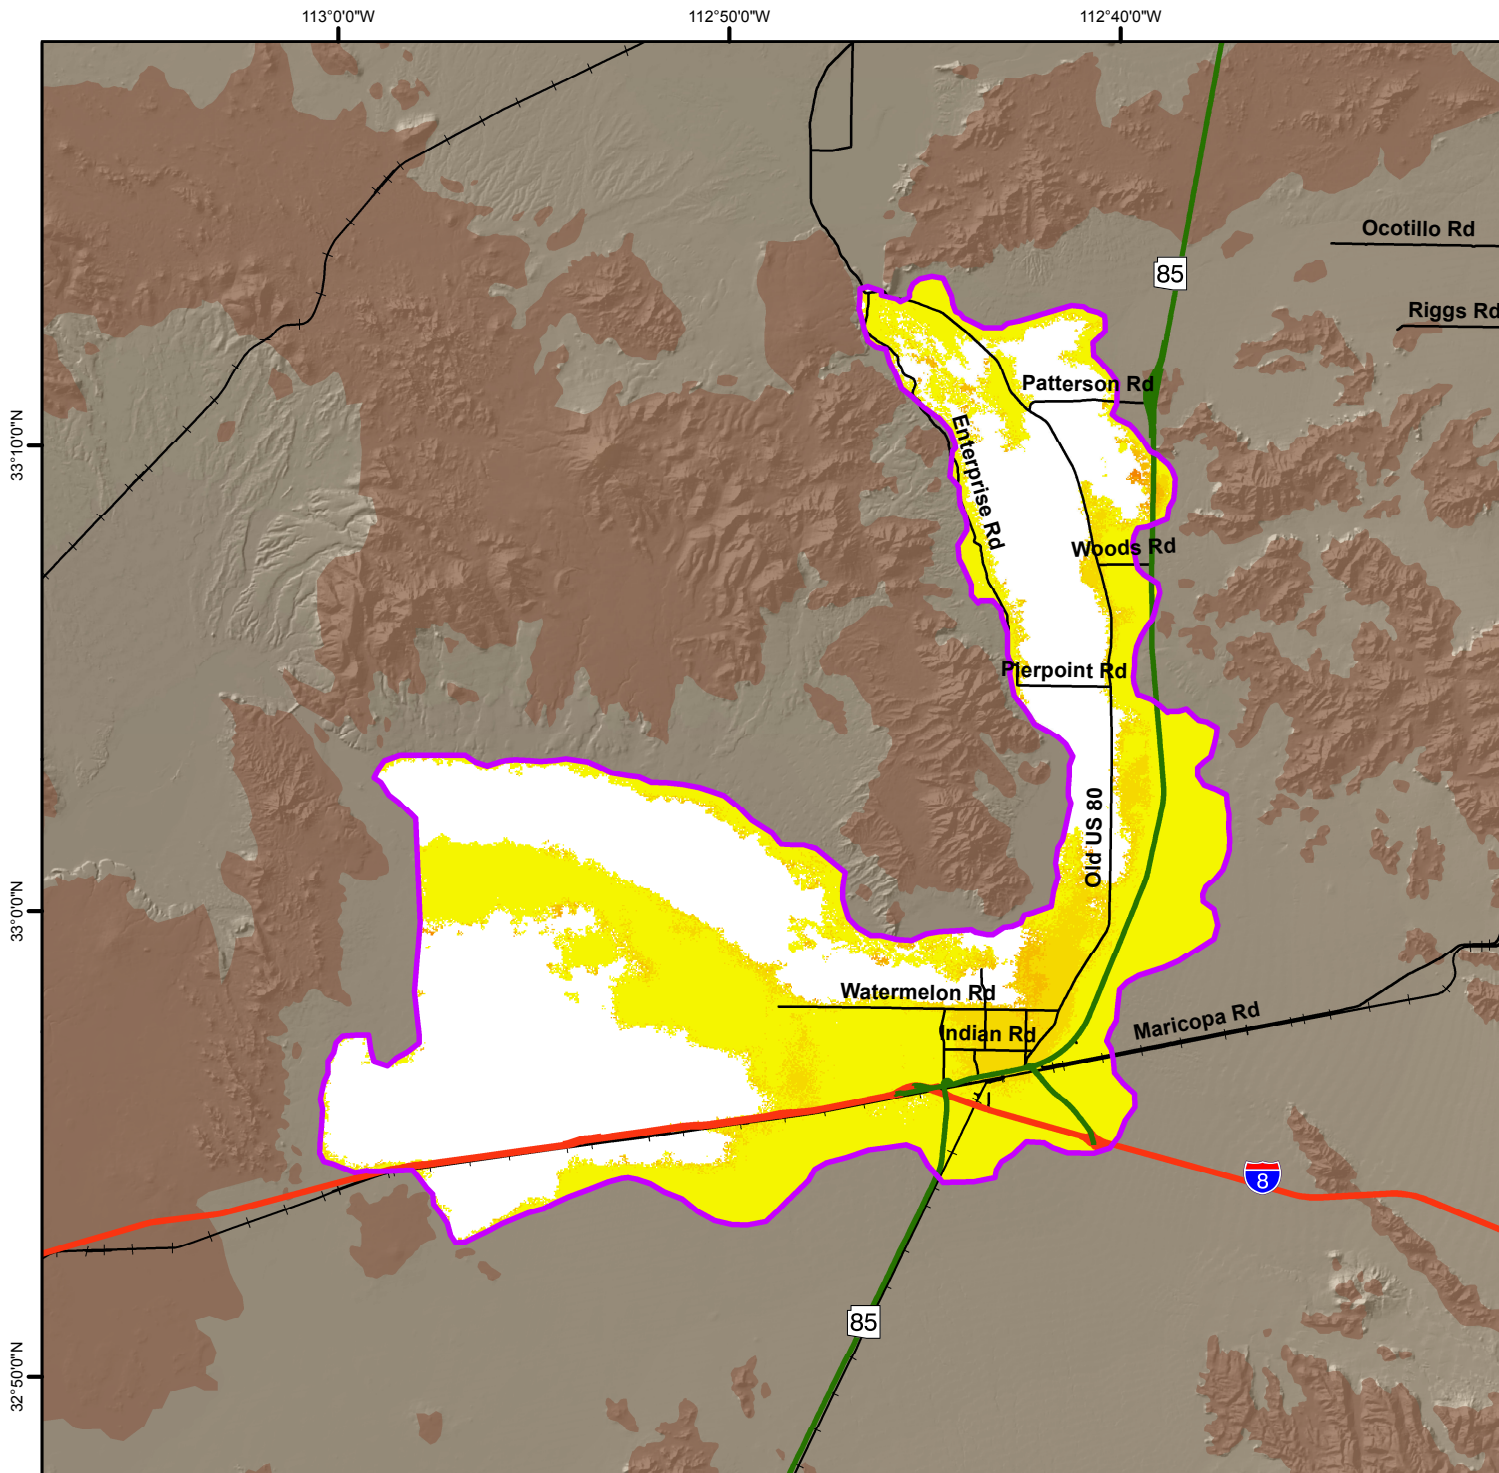 113°0'0"W
112°50'0"W
112°40'0"W
Ocotillo Rd
85
Riggs Rd
Patterson Rd
33°10'0"N
Enterprise Rd
Woods Rd
Pierpoint Rd
Old US 80
33°0'0"N
Watermelon Rd
Maricopa Rd
Indian Rd
8
85
32°50'0"N